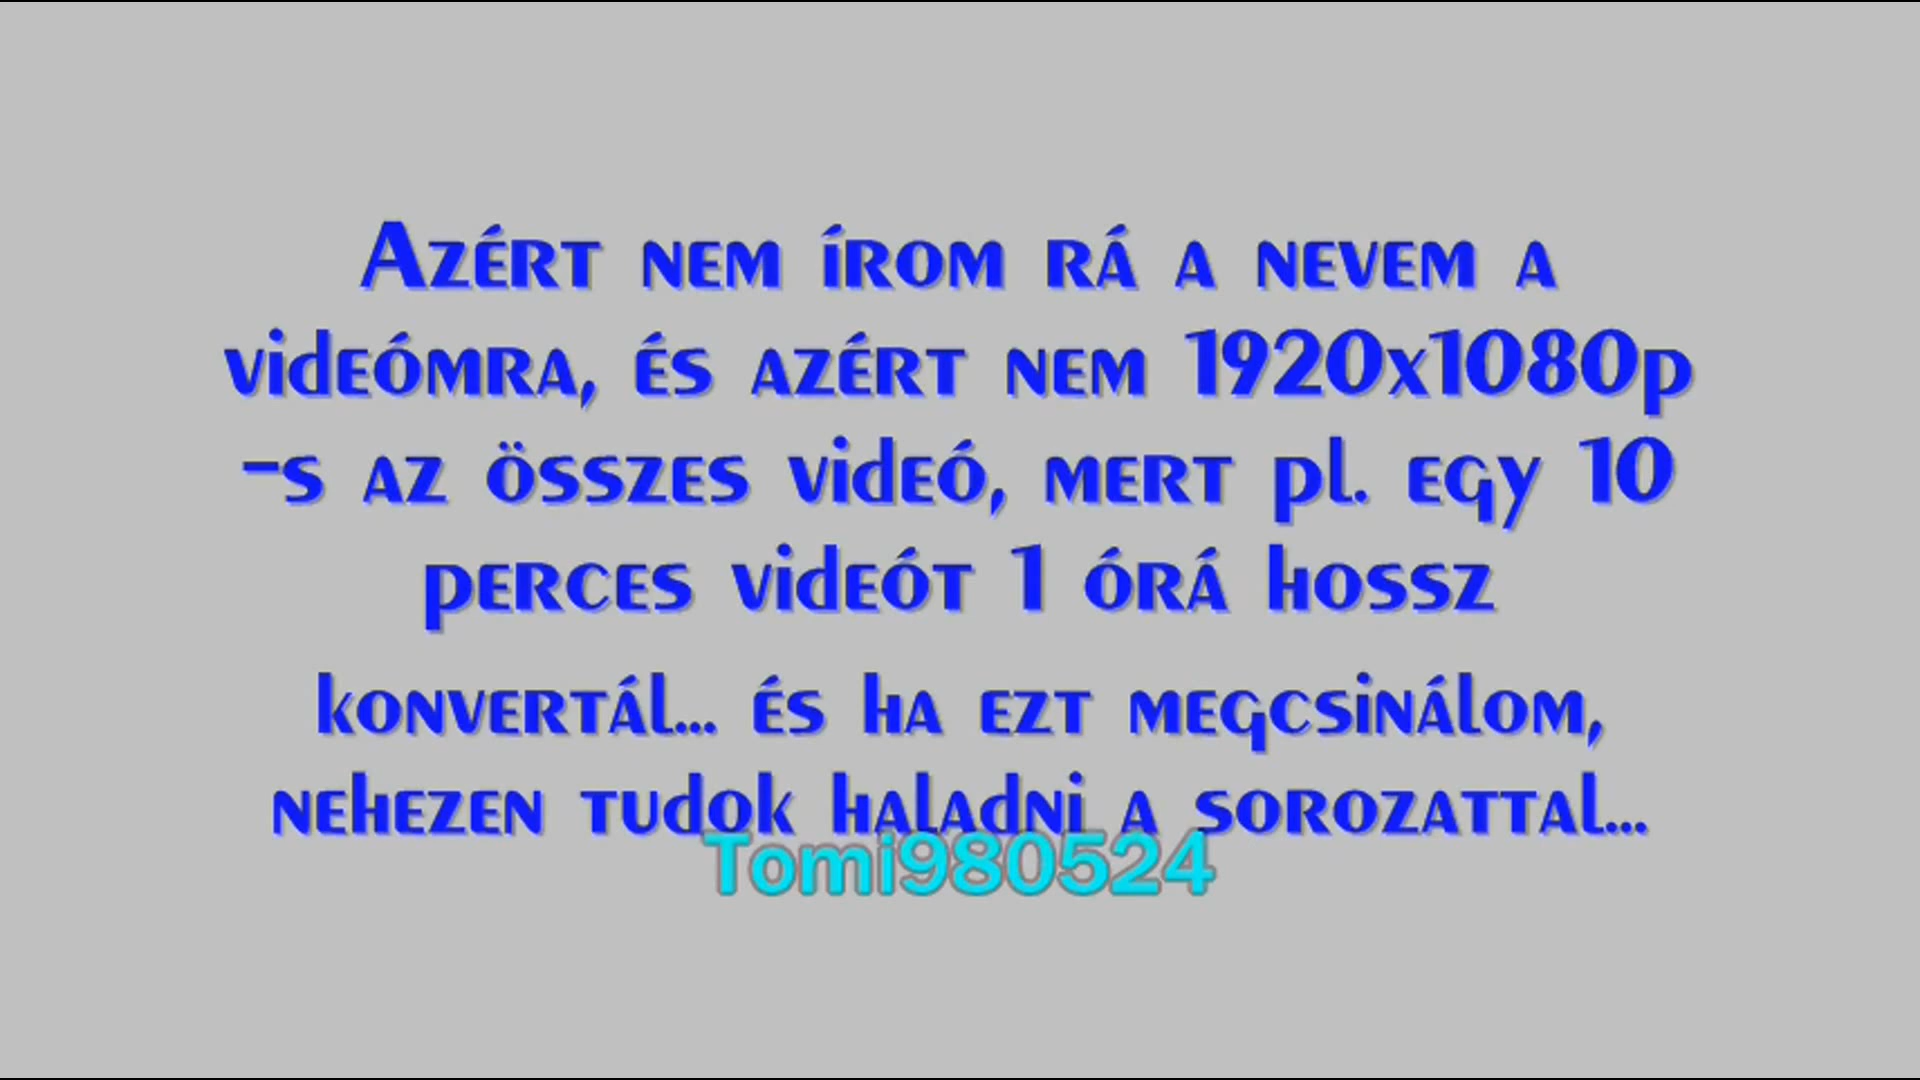 Azért nem írom rá a nevem a
videómra, és azért nem 1920x1080p
-s az összes videó, mert pl. egy 10
perces videót 1 órá hossz
konvertál... és ha ezt megcsinálom,
nehezen tudok haladni a sorozattal...
Tomi980524